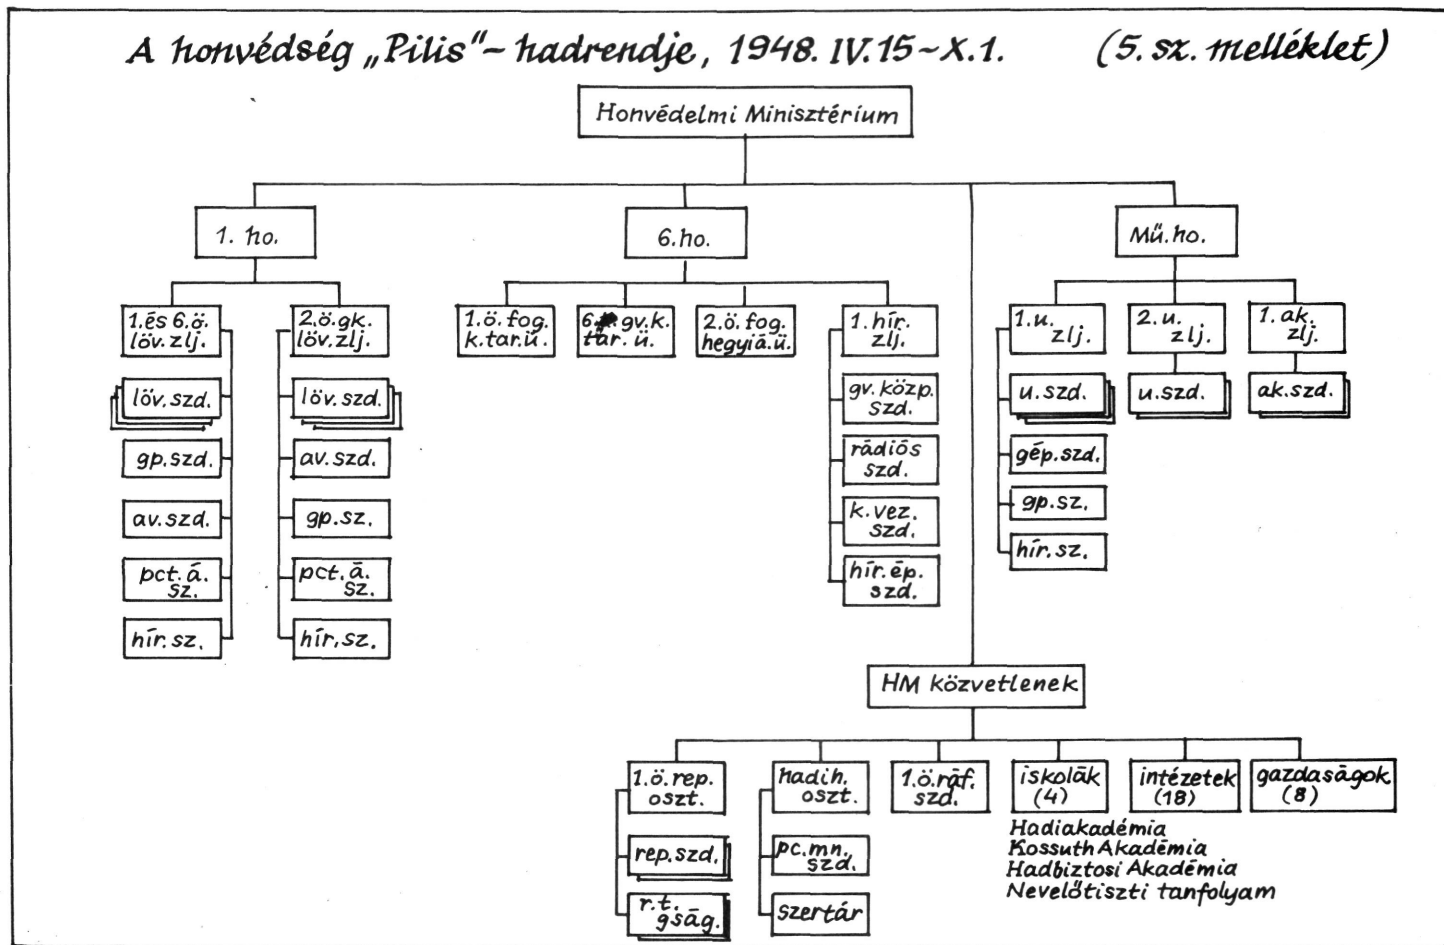 A honvédség „Pilis"- hadrendje, 1948. IV. 15 - X. 1. (5. sz. melléklet)
Honvédelmi Minisztérium
1. ho.
6. ho.
Mű. ho.
1. és 6. ö.
löv. zlj.
löv. szd.
gp. szd.
av. szd.
pct. á.
sz.
hír. sz.
2. ö. gk.
löv. zlj.
löv. szd.
av. szd.
gp. sz.
pct. á.
sz.
hír. sz.
1. ö. fog.
k. tar. ü.
6. gv. k.
tar. ü.
2. ö. fog.
hegyiá. ü.
1. hír.
zlj.
gv. közp.
szd.
rádiós
szd.
k. vez.
szd.
hír. ép.
szd.
1. u.
zlj.
u. szd.
gép. szd.
gp. sz.
hír. sz.
2. u.
zlj.
u. szd.
1. ak.
zlj.
ak. szd.
HM közvetlenek
1. ö. rep.
oszt.
rep. szd.
r. t.
gság.
hadih.
oszt.
pc. mn.
szd.
szertár
1. ö. ráf.
szd.
iskolák
(4)
Hadiakadémia
Kossuth Akadémia
Hadbiztosi Akadémia
Nevelőtiszti tanfolyam
intézetek
(18)
gazdaságok
(8)